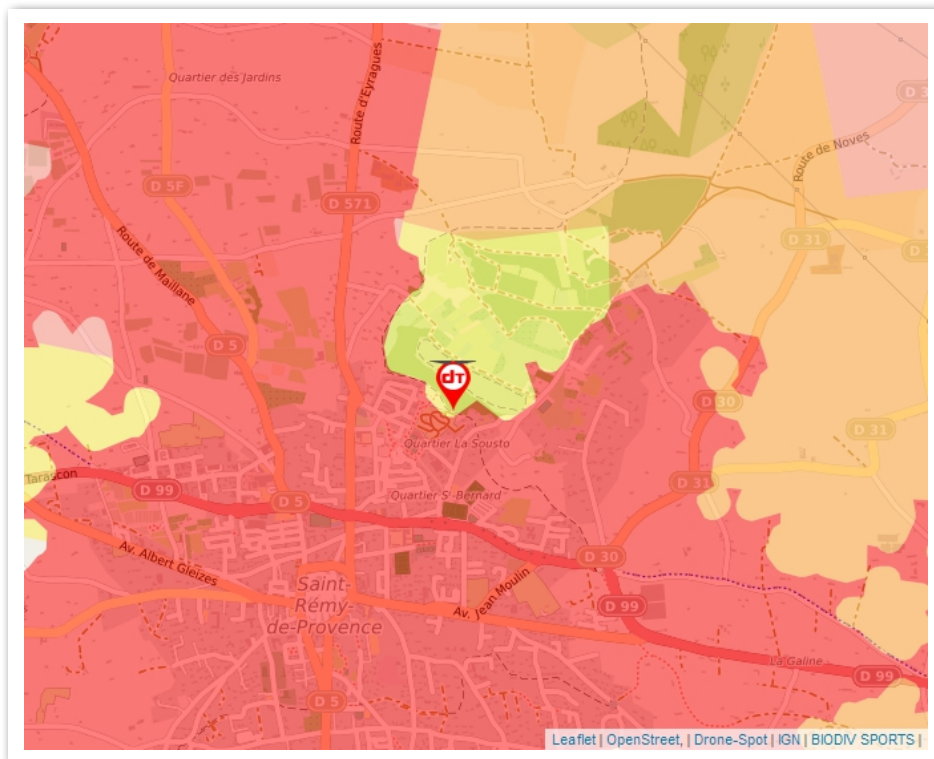 Quartier des Jardins
Route d'Eyragues
Route de Noves
D 5F
D 571
Route de Maillane
D 31
D 5
dT
D 30
D 31
Quartier La Sousto
Tarascon
D 99
D 5
Quartier St Bernard
D 31
Av. Albert Gleizes
D 30
Saint-
Rémy-
de-Provence
Av. Jean Moulin
D 99
La Galine
D 99
D 5
Leaflet | OpenStreet, | Drone-Spot | IGN | BIODIV SPORTS |